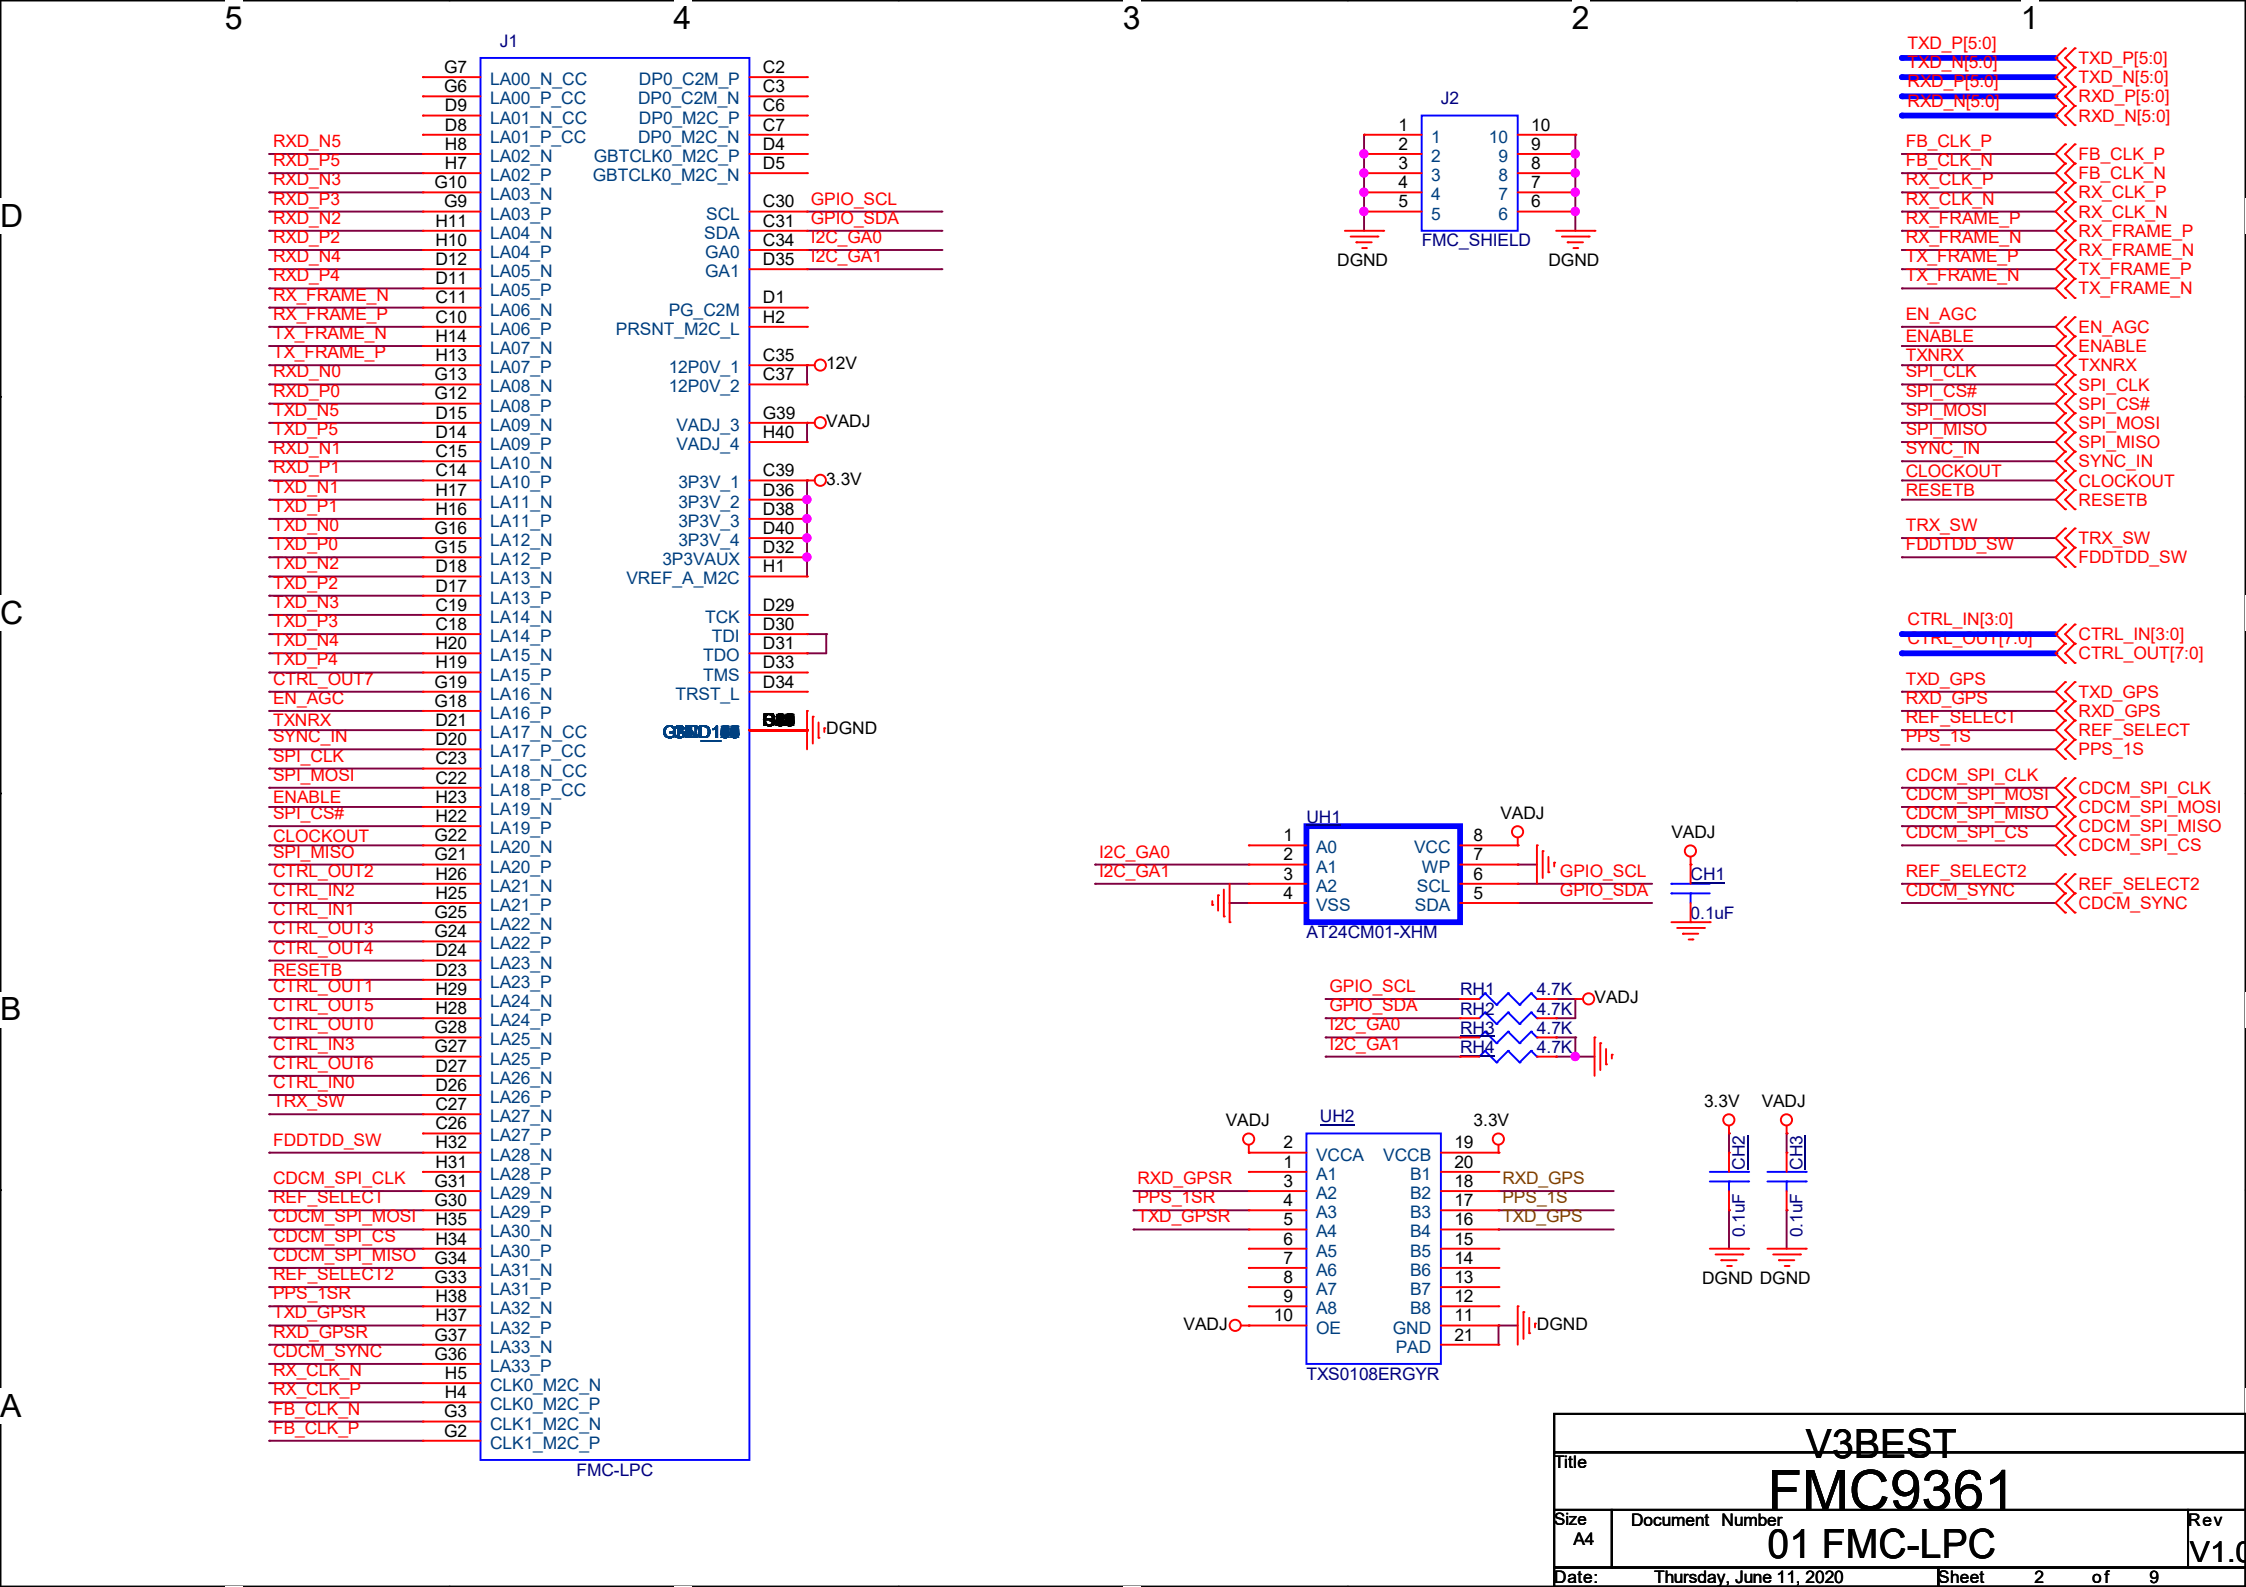 5 4 3 2 1
D
C
B
A
J1
RXD_N5 H8 LA02_N
RXD_P5 H7 LA02_P
RXD_N3 G10 LA03_N
RXD_P3 G9 LA03_P
RXD_N2 H11 LA04_N
RXD_P2 H10 LA04_P
RXD_N4 D12 LA05_N
RXD_P4 D11 LA05_P
RX_FRAME_N C11 LA06_N
RX_FRAME_P C10 LA06_P
TX_FRAME_N H14 LA07_N
TX_FRAME_P H13 LA07_P
RXD_N0 G13 LA08_N
RXD_P0 G12 LA08_P
TXD_N5 D15 LA09_N
TXD_P5 D14 LA09_P
RXD_N1 C15 LA10_N
RXD_P1 C14 LA10_P
TXD_N1 H17 LA11_N
TXD_P1 H16 LA11_P
TXD_N0 G16 LA12_N
TXD_P0 G15 LA12_P
TXD_N2 D18 LA13_N
TXD_P2 D17 LA13_P
TXD_N3 C19 LA14_N
TXD_P3 C18 LA14_P
TXD_N4 H20 LA15_N
TXD_P4 H19 LA15_P
CTRL_OUT7 G19 LA16_N
EN_AGC G18 LA16_P
TXNRX D21 LA17_N_CC
SYNC_IN D20 LA17_P_CC
SPI_CLK C23 LA18_N_CC
SPI_MOSI C22 LA18_P_CC
ENABLE H23 LA19_N
SPI_CS# H22 LA19_P
CLOCKOUT G22 LA20_N
SPI_MISO G21 LA20_P
CTRL_OUT2 H26 LA21_N
CTRL_IN2 H25 LA21_P
CTRL_IN1 G25 LA22_N
CTRL_OUT3 G24 LA22_P
CTRL_OUT4 D24 LA23_N
RESETB D23 LA23_P
CTRL_OUT1 H29 LA24_N
CTRL_OUT5 H28 LA24_P
CTRL_OUT0 G28 LA25_N
CTRL_IN3 G27 LA25_P
CTRL_OUT6 D27 LA26_N
CTRL_IN0 D26 LA26_P
TRX_SW C27 LA27_N
C26 LA27_P
FDDTDD_SW H32 LA28_N
H31 LA28_P
CDCM_SPI_CLK G31 LA29_N
REF_SELECT G30 LA29_P
CDCM_SPI_MOSI H35 LA30_N
CDCM_SPI_CS H34 LA30_P
CDCM_SPI_MISO G34 LA31_N
REF_SELECT2 G33 LA31_P
PPS_1SR H38 LA32_N
TXD_GPSR H37 LA32_P
RXD_GPSR G37 LA33_N
CDCM_SYNC G36 LA33_P
RX_CLK_N H5 CLK0_M2C_N
RX_CLK_P H4 CLK0_M2C_P
FB_CLK_N G3 CLK1_M2C_N
FB_CLK_P G2 CLK1_M2C_P
G7 LA00_N_CC
G6 LA00_P_CC
D9 LA01_N_CC
D8 LA01_P_CC
DP0_C2M_P C2
DP0_C2M_N C3
DP0_M2C_P C6
DP0_M2C_N C7
GBTCLK0_M2C_P D4
GBTCLK0_M2C_N D5
SCL C30 GPIO_SCL
SDA C31 GPIO_SDA
GA0 C34 I2C_GA0
GA1 D35 I2C_GA1
PG_C2M D1
PRSNT_M2C_L H2
12P0V_1 C35 12V
12P0V_2 C37
VADJ_3 G39 VADJ
VADJ_4 H40
3P3V_1 C39 3.3V
3P3V_2 D36
3P3V_3 D38
3P3V_4 D40
3P3VAUX D32
VREF_A_M2C H1
TCK D29
TDI D30
TDO D31
TMS D33
TRST_L D34
DGND
FMC-LPC
J2
1 1 10 10
2 2 9 9
3 3 8 8
4 4 7 7
5 5 6 6
FMC_SHIELD
DGND DGND
UH1
VADJ
1 A0 VCC 8
I2C_GA0 2 A1 WP 7
I2C_GA1 3 A2 SCL 6 GPIO_SCL
4 VSS SDA 5 GPIO_SDA
AT24CM01-XHM
VADJ
CH1
0.1uF
GPIO_SCL RH1 4.7K VADJ
GPIO_SDA RH2 4.7K
I2C_GA0 RH3 4.7K
I2C_GA1 RH4 4.7K
VADJ UH2 3.3V
2 VCCA VCCB 19
1 A1 B1 20
RXD_GPSR 3 A2 B2 18 RXD_GPS
PPS_1SR 4 A3 B3 17 PPS_1S
TXD_GPSR 5 A4 B4 16 TXD_GPS
6 A5 B5 15
7 A6 B6 14
8 A7 B7 13
9 A8 B8 12
VADJ 10 OE GND 11 DGND
PAD 21
TXS0108ERGYR
3.3V VADJ
CH2 CH3
0.1uF 0.1uF
DGND DGND
TXD_P[5:0] TXD_P[5:0]
TXD_N[5:0] TXD_N[5:0]
RXD_P[5:0] RXD_P[5:0]
RXD_N[5:0] RXD_N[5:0]
FB_CLK_P FB_CLK_P
FB_CLK_N FB_CLK_N
RX_CLK_P RX_CLK_P
RX_CLK_N RX_CLK_N
RX_FRAME_P RX_FRAME_P
RX_FRAME_N RX_FRAME_N
TX_FRAME_P TX_FRAME_P
TX_FRAME_N TX_FRAME_N
EN_AGC EN_AGC
ENABLE ENABLE
TXNRX TXNRX
SPI_CLK SPI_CLK
SPI_CS# SPI_CS#
SPI_MOSI SPI_MOSI
SPI_MISO SPI_MISO
SYNC_IN SYNC_IN
CLOCKOUT CLOCKOUT
RESETB RESETB
TRX_SW TRX_SW
FDDTDD_SW FDDTDD_SW
CTRL_IN[3:0] CTRL_IN[3:0]
CTRL_OUT[7:0] CTRL_OUT[7:0]
TXD_GPS TXD_GPS
RXD_GPS RXD_GPS
REF_SELECT REF_SELECT
PPS_1S PPS_1S
CDCM_SPI_CLK CDCM_SPI_CLK
CDCM_SPI_MOSI CDCM_SPI_MOSI
CDCM_SPI_MISO CDCM_SPI_MISO
CDCM_SPI_CS CDCM_SPI_CS
REF_SELECT2 REF_SELECT2
CDCM_SYNC CDCM_SYNC
V3BEST
Title
FMC9361
Size Document Number Rev
A4 01 FMC-LPC V1.0
Date: Thursday, June 11, 2020 Sheet 2 of 9